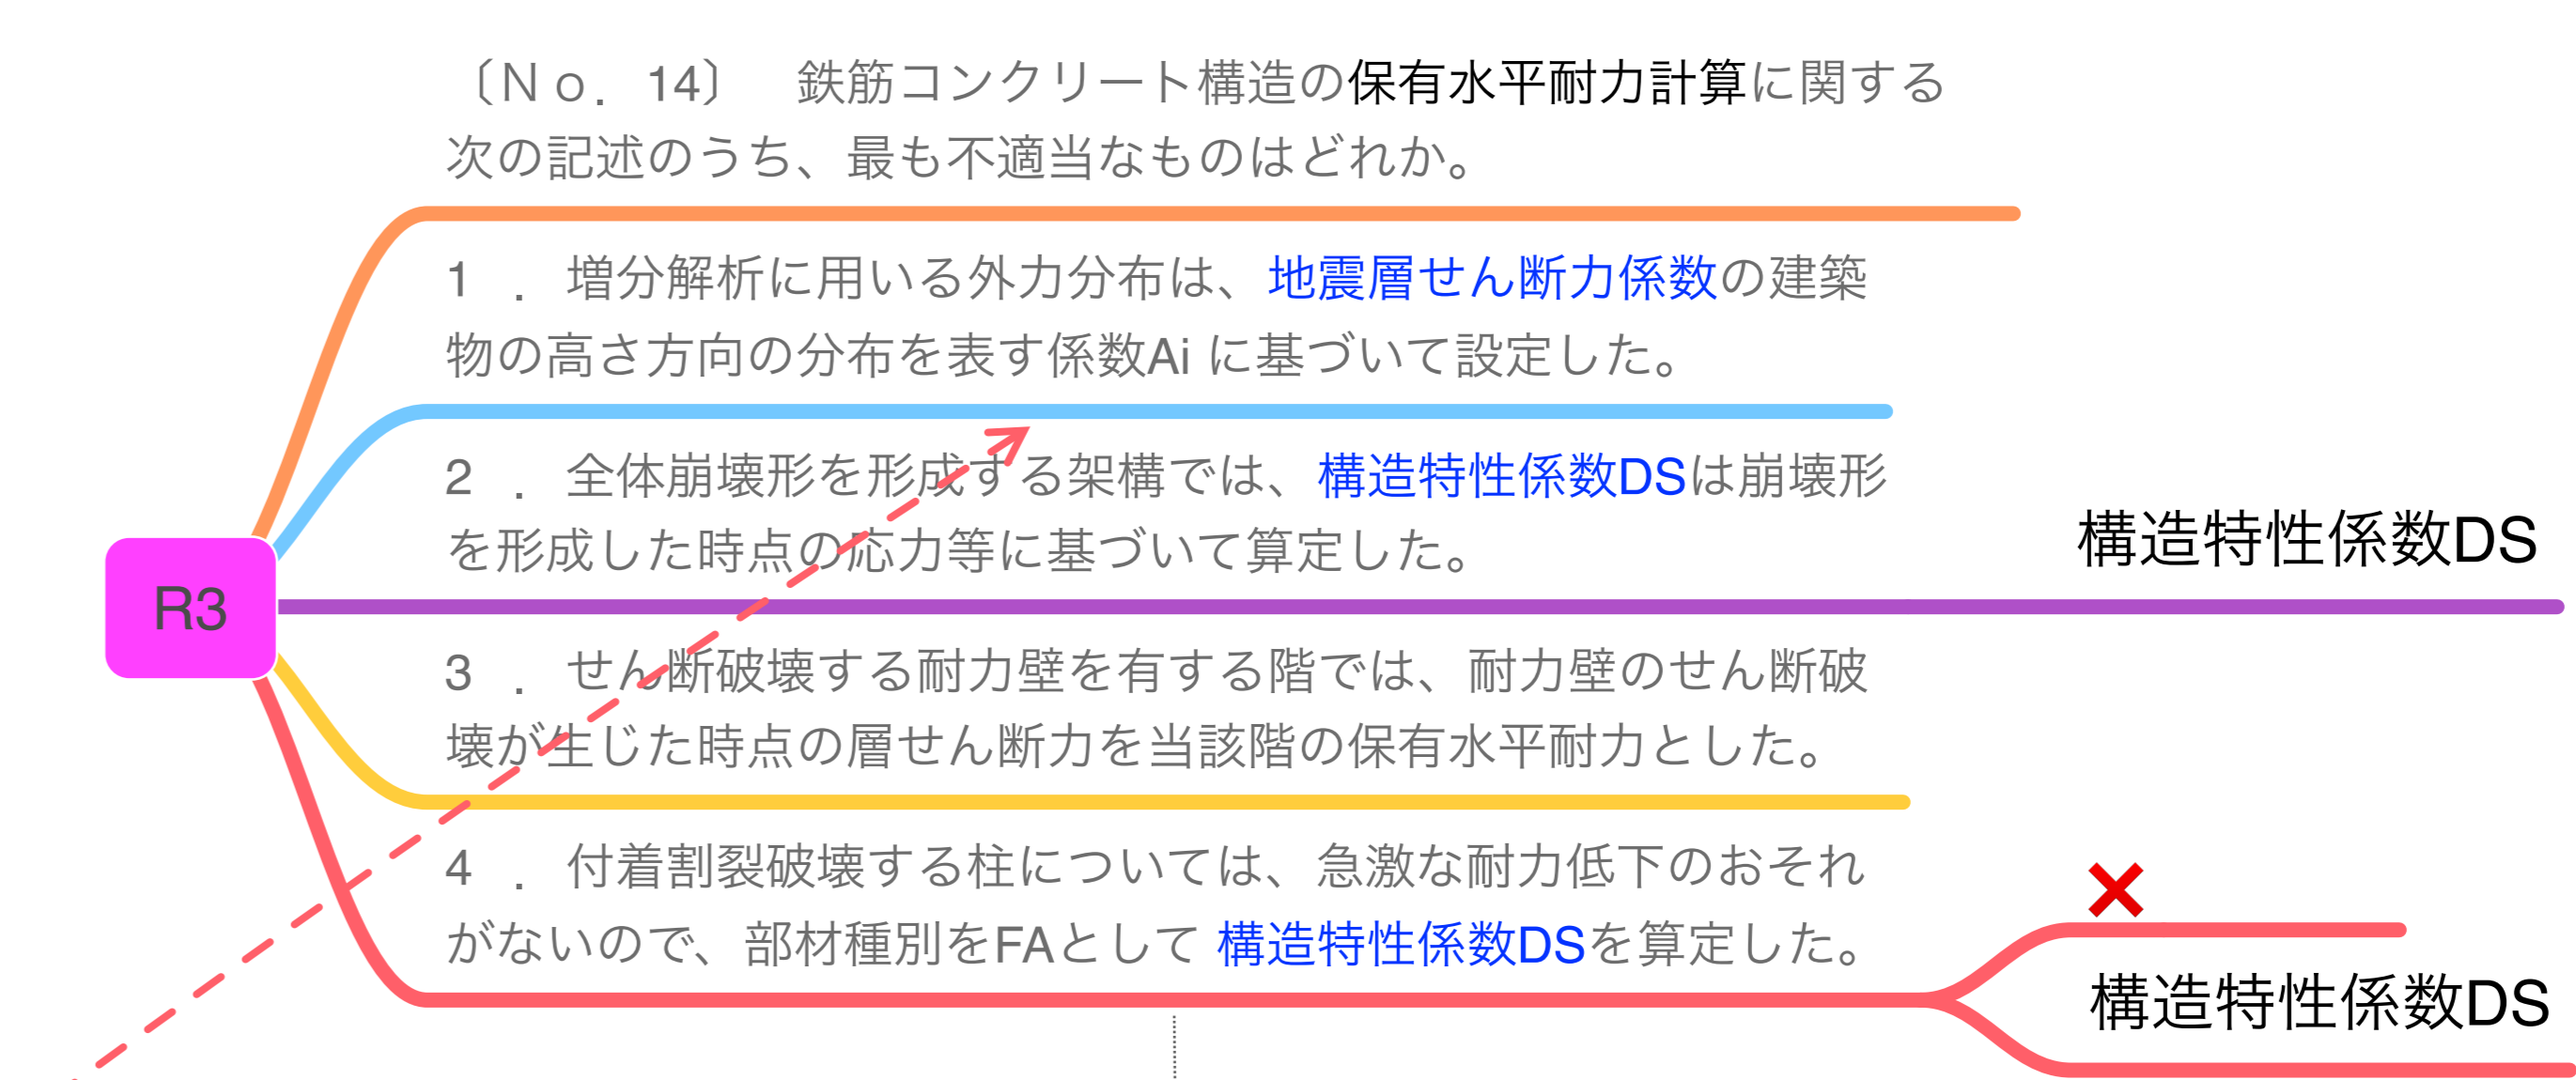 〔Ｎｏ．14〕　鉄筋コンクリート構造の保有水平耐力計算に関する
次の記述のうち、最も不適当なものはどれか。
1 ．増分解析に用いる外力分布は、地震層せん断力係数の建築
物の高さ方向の分布を表す係数Ai に基づいて設定した。
2 ．全体崩壊形を形成する架構では、構造特性係数DSは崩壊形
を形成した時点の応力等に基づいて算定した。
構造特性係数DS
R3
3 ．せん断破壊する耐力壁を有する階では、耐力壁のせん断破
壊が生じた時点の層せん断力を当該階の保有水平耐力とした。
4 ．付着割裂破壊する柱については、急激な耐力低下のおそれ
がないので、部材種別をFAとして 構造特性係数DSを算定した。
構造特性係数DS